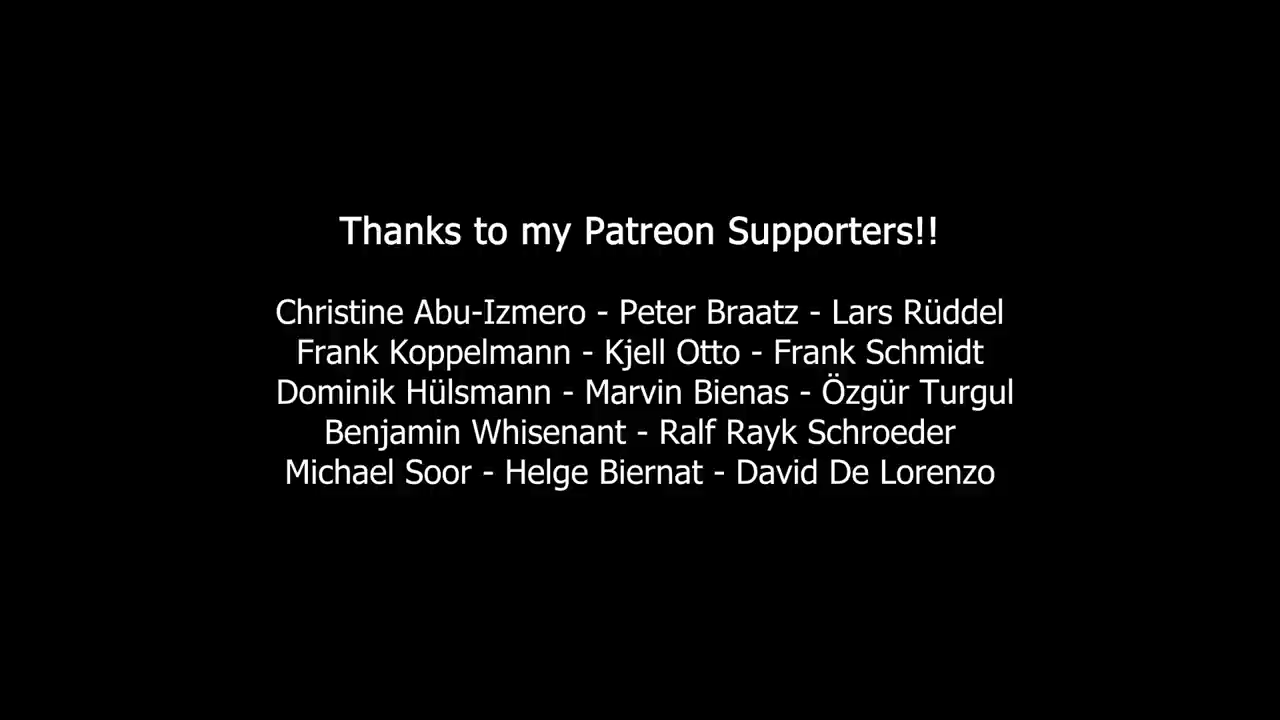 Thanks to my Patreon Supporters!!
Christine Abu-Izmero - Peter Braatz - Lars Rüddel
Frank Koppelmann - Kjell Otto - Frank Schmidt
Dominik Hülsmann - Marvin Bienas - Özgür Turgul
Benjamin Whisenant - Ralf Rayk Schroeder
Michael Soor - Helge Biernat - David De Lorenzo